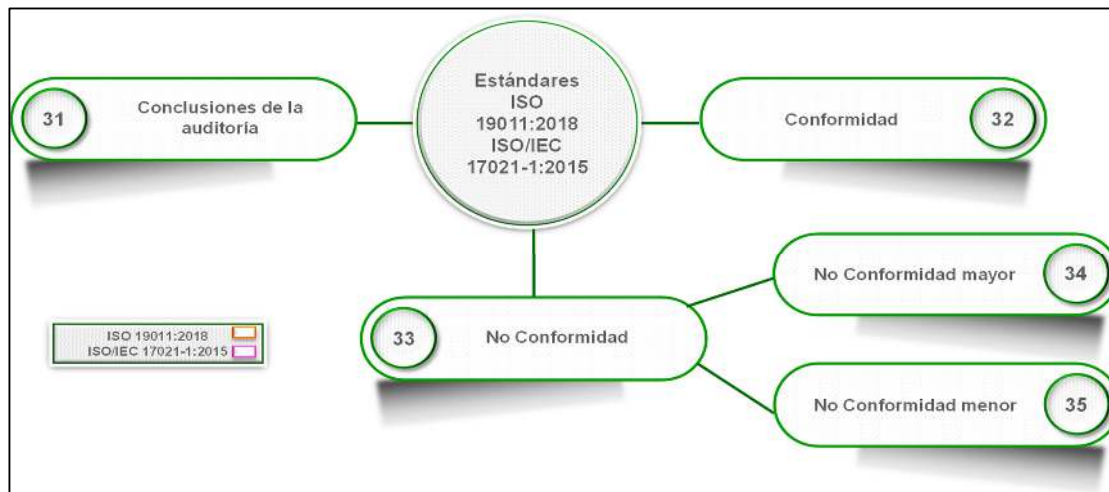 Estándares
ISO
19011:2018
ISO/IEC
17021-1:2015
31
Conclusiones de la
auditoría
Conformidad
32
No Conformidad mayor
34
33
No Conformidad
ISO 19011:2018
ISO/IEC 17021-1:2015
No Conformidad menor
35